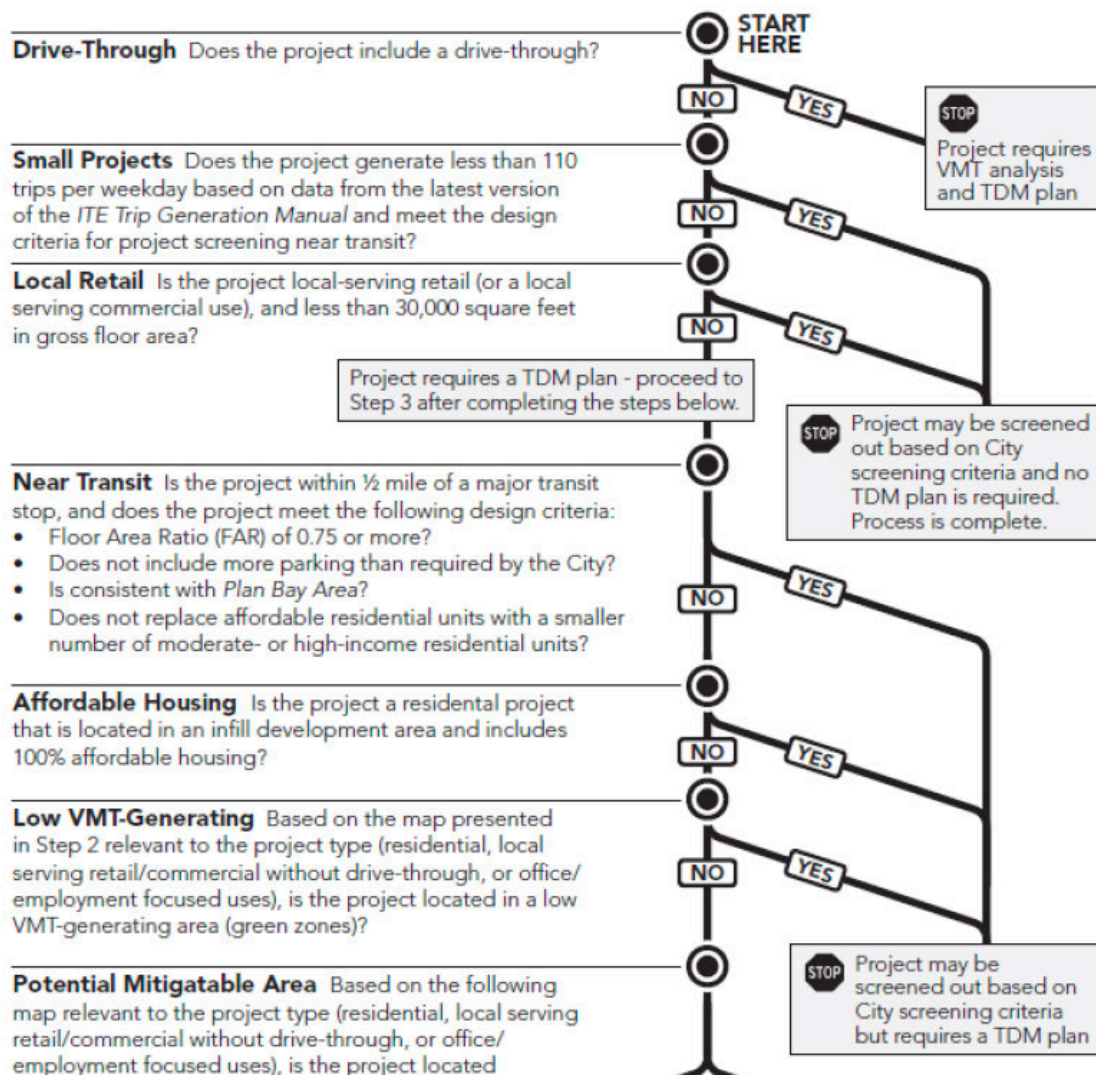 START
HERE
Drive-Through Does the project include a drive-through?
NO
YES
STOP
Project requires
VMT analysis
and TDM plan
Small Projects Does the project generate less than 110
trips per weekday based on data from the latest version
of the ITE Trip Generation Manual and meet the design
criteria for project screening near transit?
NO
YES
Local Retail Is the project local-serving retail (or a local
serving commercial use), and less than 30,000 square feet
in gross floor area?
NO
YES
Project requires a TDM plan - proceed to
Step 3 after completing the steps below.
STOP
Project may be screened
out based on City
screening criteria and no
TDM plan is required.
Process is complete.
Near Transit Is the project within ½ mile of a major transit
stop, and does the project meet the following design criteria:
• Floor Area Ratio (FAR) of 0.75 or more?
• Does not include more parking than required by the City?
• Is consistent with Plan Bay Area?
• Does not replace affordable residential units with a smaller
number of moderate- or high-income residential units?
NO
YES
Affordable Housing Is the project a residental project
that is located in an infill development area and includes
100% affordable housing?
NO
YES
Low VMT-Generating Based on the map presented
in Step 2 relevant to the project type (residential, local
serving retail/commercial without drive-through, or office/
employment focused uses), is the project located in a low
VMT-generating area (green zones)?
NO
YES
STOP
Project may be
screened out based on
City screening criteria
but requires a TDM plan
Potential Mitigatable Area Based on the following
map relevant to the project type (residential, local serving
retail/commercial without drive-through, or office/
employment focused uses), is the project located